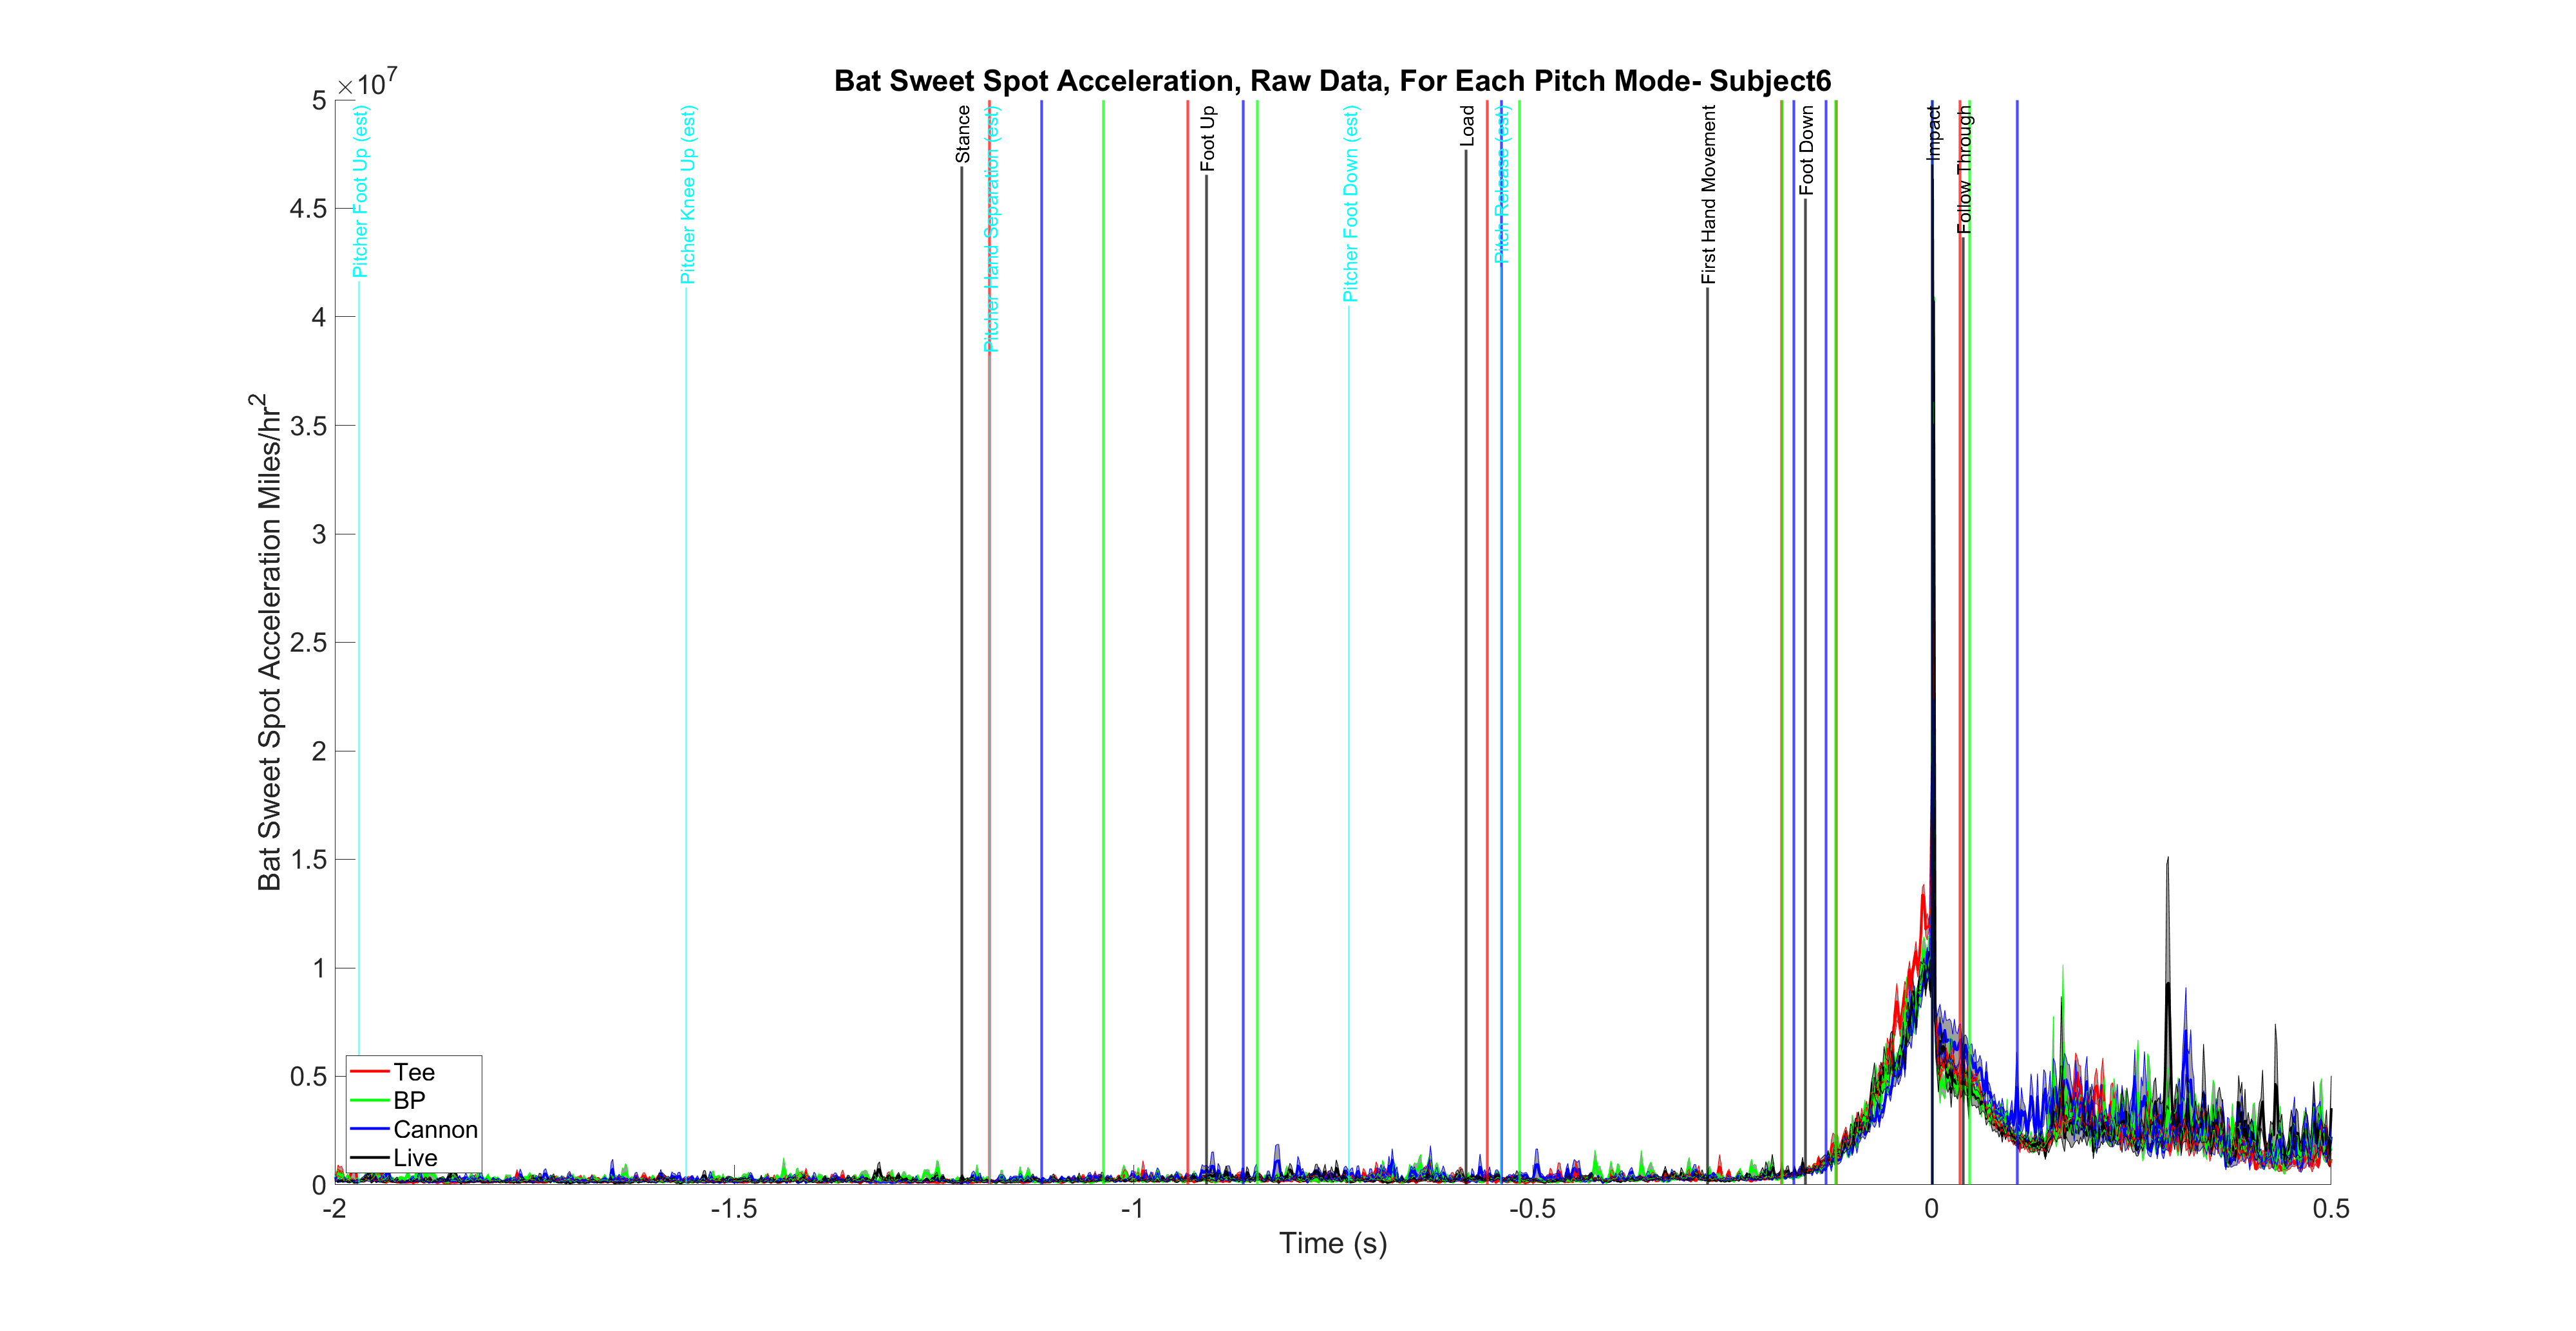 Bat Sweet Spot Acceleration, Raw Data, For Each Pitch Mode- Subject6
×10^7
5
4.5
4
3.5
3
2.5
2
1.5
1
0.5
0
Bat Sweet Spot Acceleration Miles/hr^2
Pitcher Foot Up (est)
Pitcher Knee Up (est)
Stance
Pitcher Hand Separation (est)
Foot Up
Pitcher Foot Down (est)
Load
Pitch Release (est)
First Hand Movement
Foot Down
Impact
Follow Through
Tee
BP
Cannon
Live
-2
-1.5
-1
-0.5
0
0.5
Time (s)